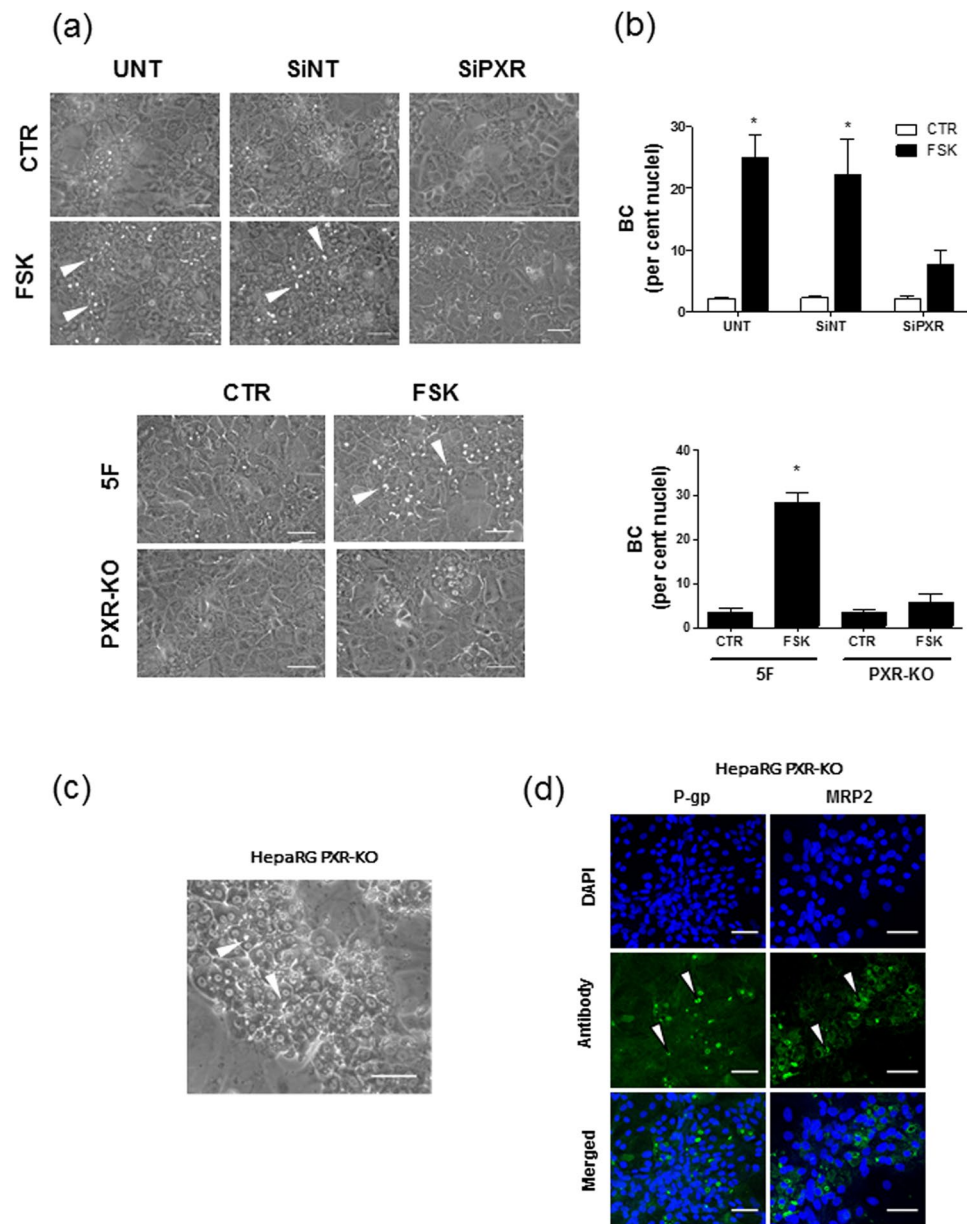 (a)
UNT SiNT SiPXR
CTR
FSK
CTR FSK
5F
PXR-KO
(b)
30
20
10
0
BC
(per cent nuclei)
* *
CTR
FSK
UNT SiNT SiPXR
40
30
20
10
0
BC
(per cent nuclei)
*
CTR FSK CTR FSK
5F PXR-KO
(c)
HepaRG PXR-KO
(d)
HepaRG PXR-KO
P-gp MRP2
DAPI
Antibody
Merged